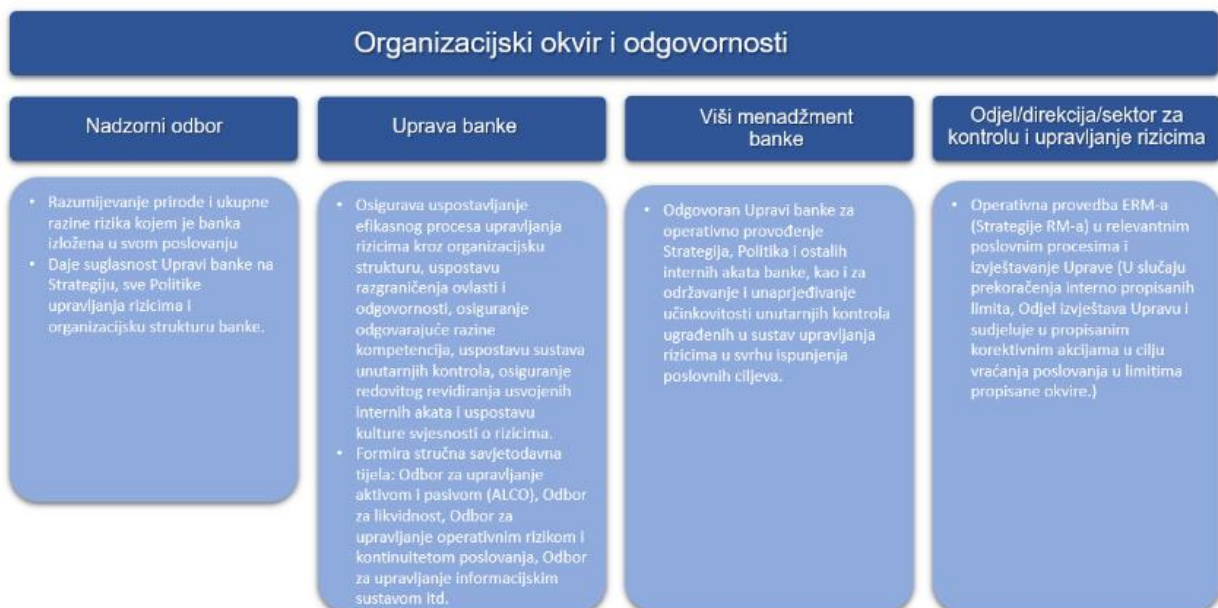 Organizacijski okvir i odgovornosti
Nadzorni odbor
• Razumijevanje prirode i ukupne
razine rizika kojem je banka
izložena u svom poslovanju
• Daje suglasnost Upravi banke na
Strategiju, sve Politike
upravljanja rizicima i
organizacijsku strukturu banke.
Uprava banke
• Osigurava uspostavljanje
efikasnog procesa upravljanja
rizicima kroz organizacijsku
strukturu, uspostavu
razgraničenja ovlasti i
odgovornosti, osiguranje
odgovarajuće razine
kompetencija, uspostavu sustava
unutarnjih kontrola, osiguranje
redovitog revidiranja usvojenih
internih akata i uspostavu
kulture svjesnosti o rizicima.
• Formira stručna savjetodavna
tijela: Odbor za upravljanje
aktivom i pasivom (ALCO), Odbor
za likvidnost, Odbor za
upravljanje operativnim rizikom i
kontinuitetom poslovanja, Odbor
za upravljanje informacijskim
sustavom itd.
Viši menadžment
banke
• Odgovoran Upravi banke za
operativno provođenje
Strategija, Politika i ostalih
internih akata banke, kao i za
održavanje i unaprjeđivanje
učinkovitosti unutarnjih kontrola
ugrađenih u sustav upravljanja
rizicima u svrhu ispunjenja
poslovnih ciljeva.
Odjel/direkcija/sektor za
kontrolu i upravljanje rizicima
• Operativna provedba ERM-a
(Strategije RM-a) u relevantnim
poslovnim procesima i
izvještavanje Uprave (U slučaju
prekoračenja interno propisanih
limita, Odjel izvještava Upravu i
sudjeluje u propisanim
korektivnim akcijama u cilju
vraćanja poslovanja u limitima
propisane okvire.)